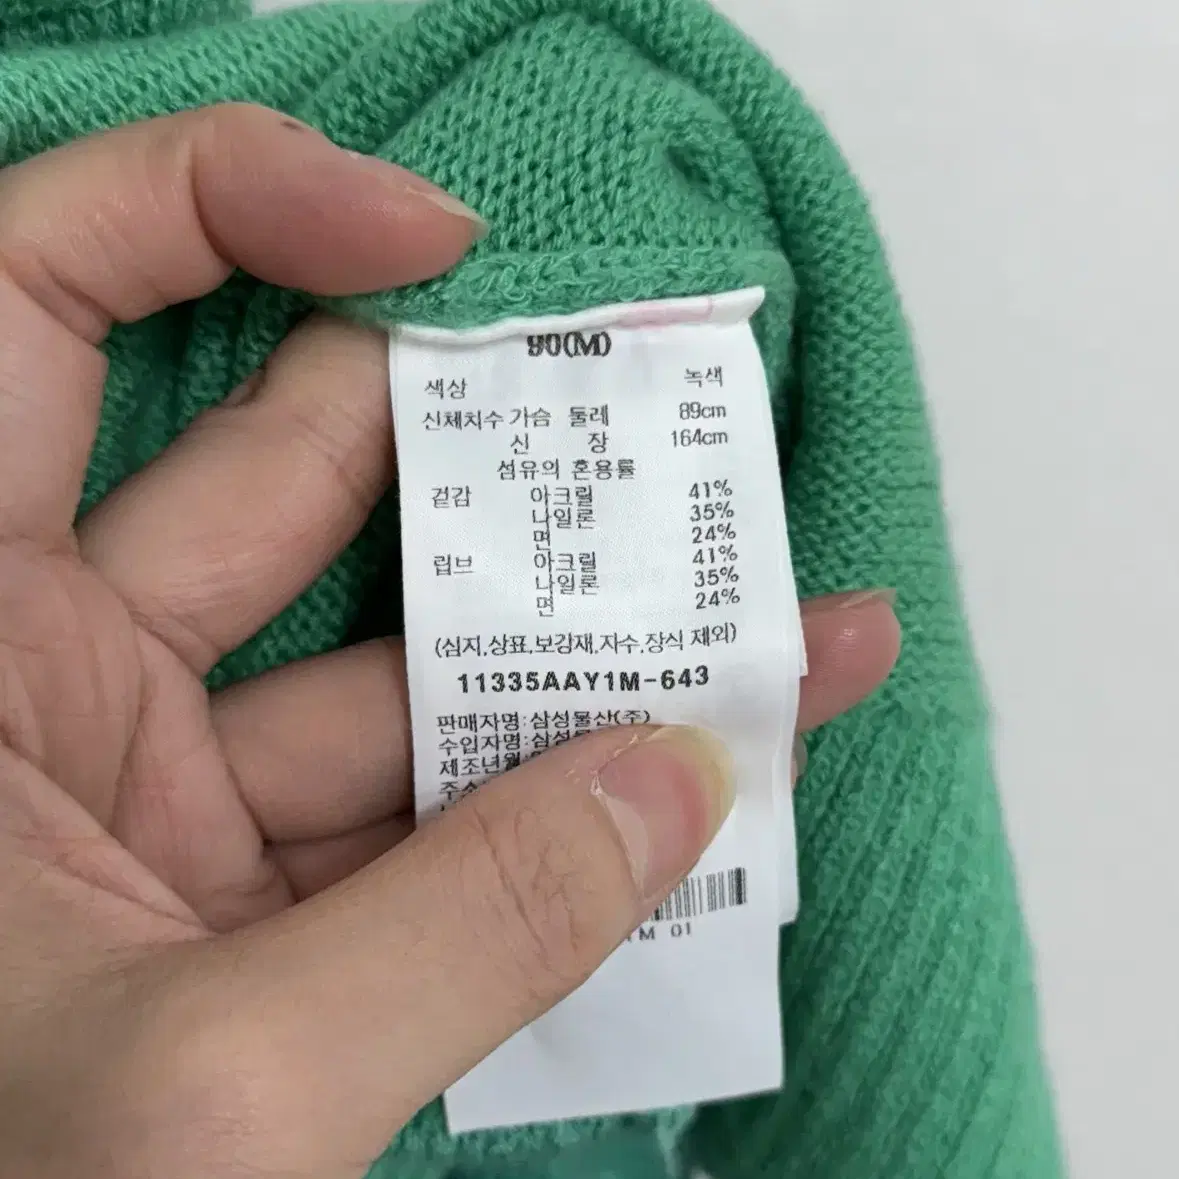 90(M)
색상 녹색
신체치수 가슴 둘레 89cm
신 장 164cm
섬유의 혼용률
겉감 아크릴 41%
나일론 35%
면 24%
립브 아크릴 41%
나일론 35%
면 24%
(심지,상표,보강재,자수,장식 제외)
11335AAY1M-643
판매자명:삼성물산(주)
수입자명:삼성
제조년월
01